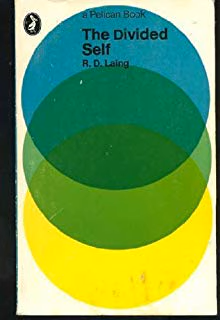 a Pelican Book
The Divided
Self
R. D. Laing